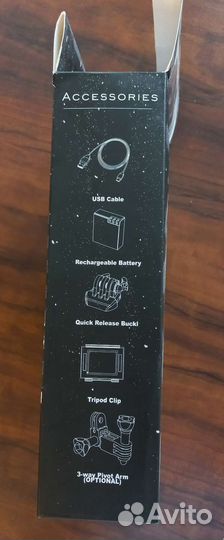 ACCESSORIES
USB Cable
Rechargeable Battery
Quick Release Buckl
Tripod Clip
3-way Pivot Arm
(OPTIONAL)
Avito